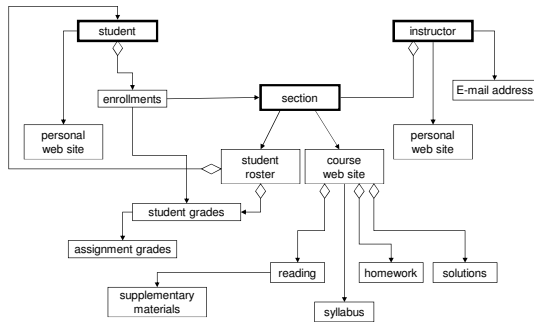 student
instructor
E-mail address
enrollments
section
personal
web site
personal
web site
student
roster
course
web site
student grades
assignment grades
reading
homework
solutions
supplementary
materials
syllabus